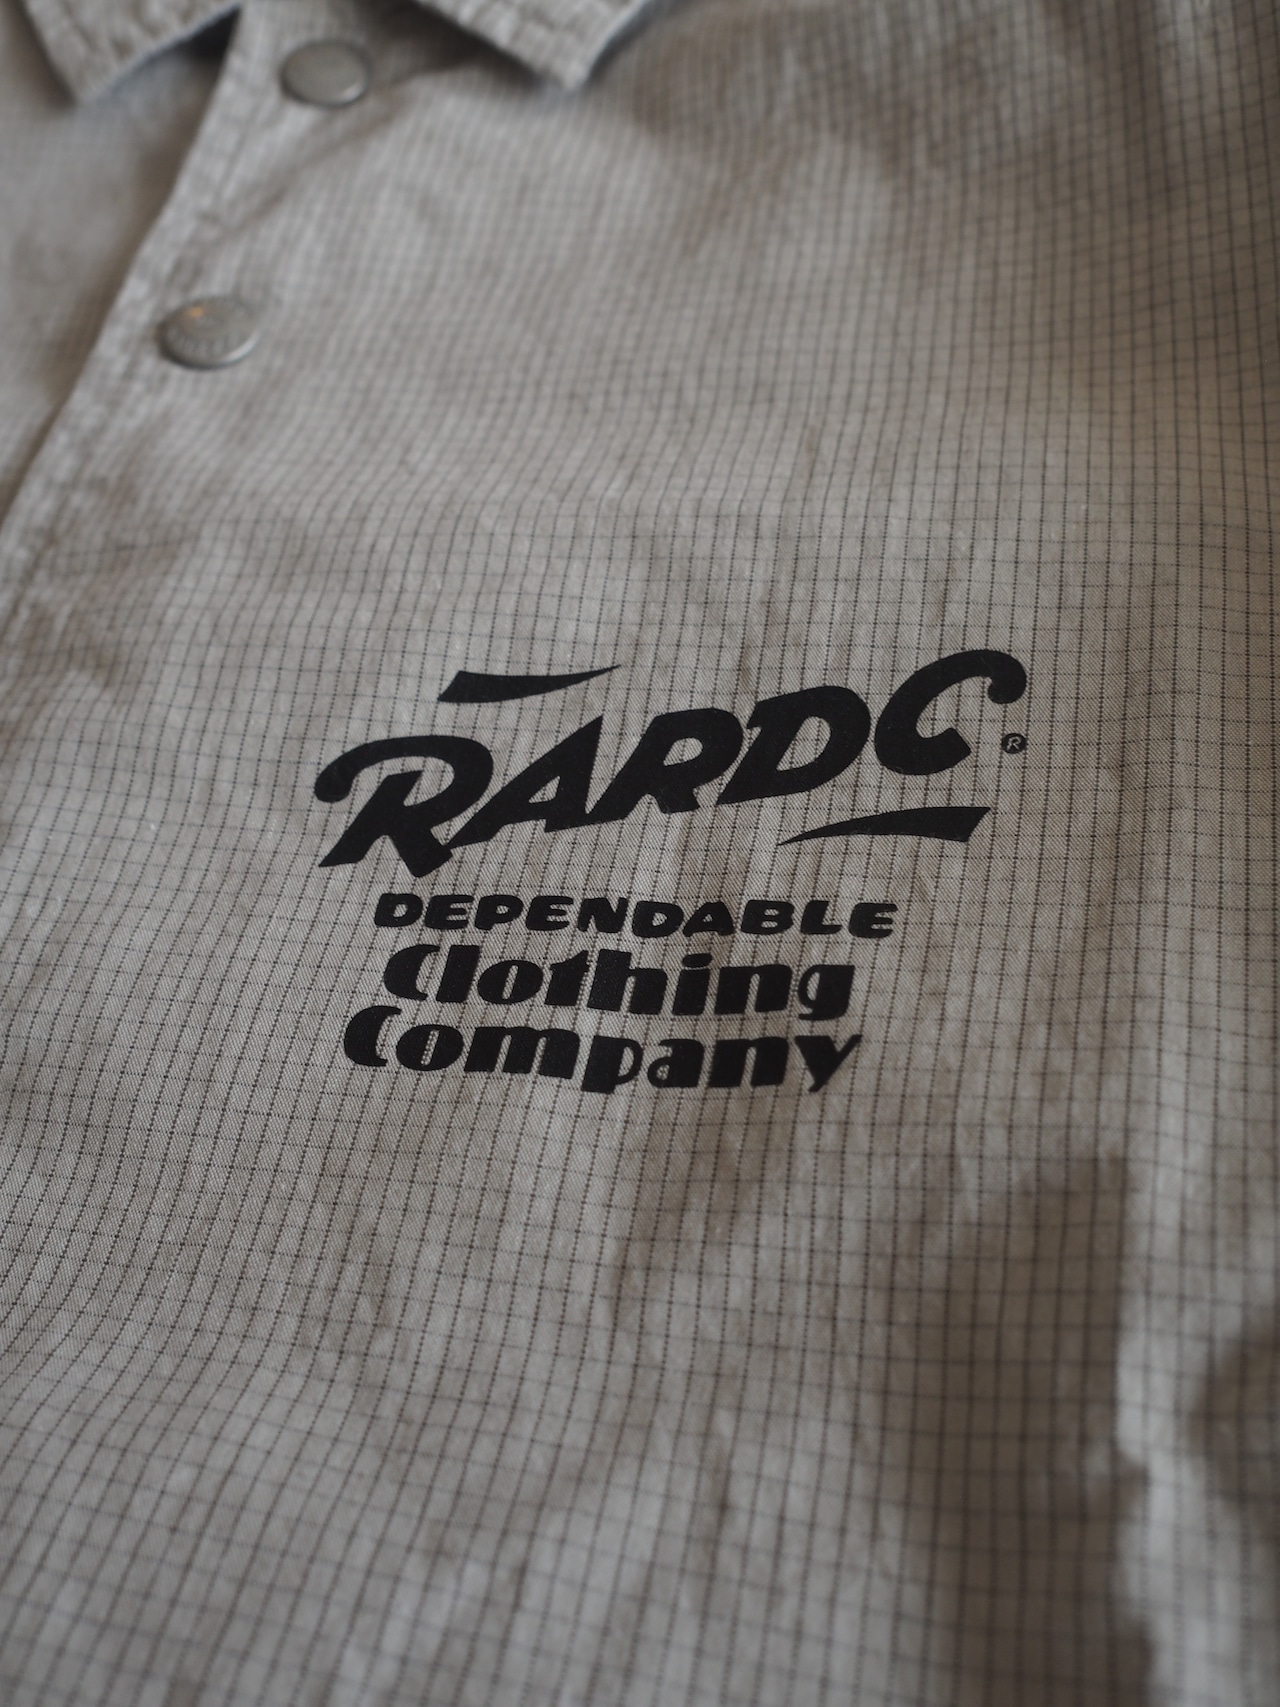 RARDC®
DEPENDABLE
Clothing
Company